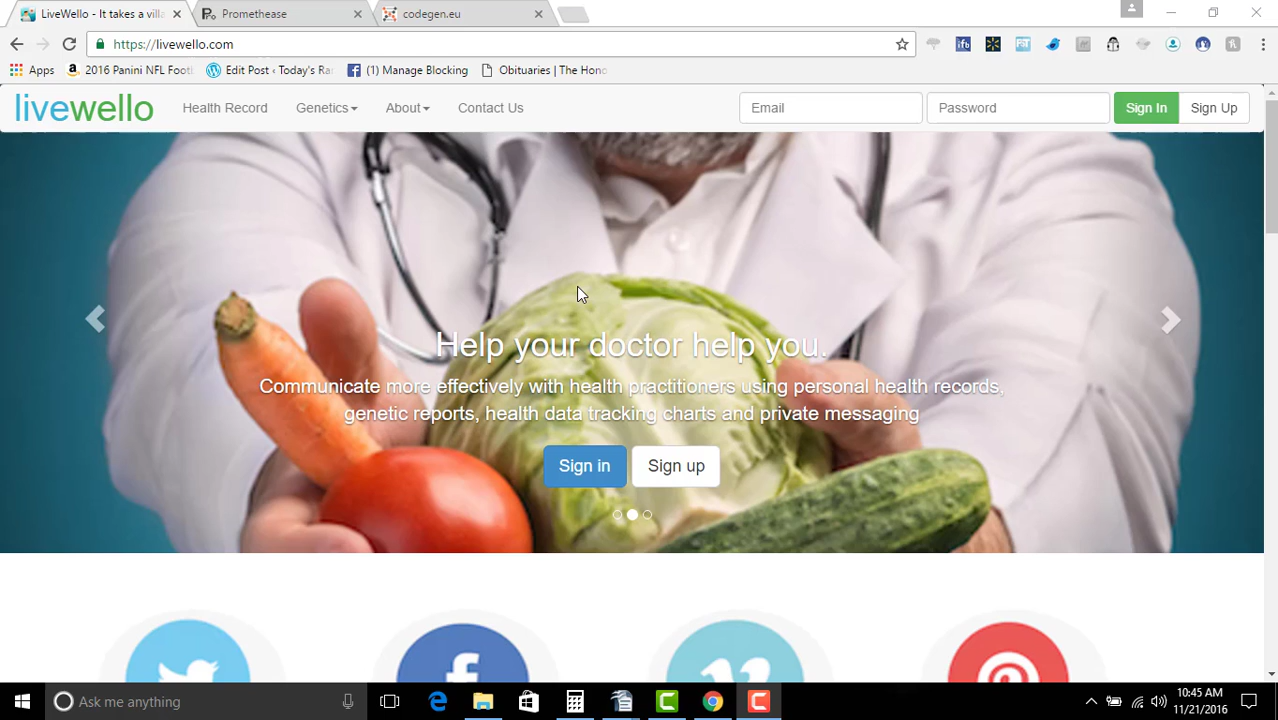 LiveWello - It takes a villa
Promethease
codegen.eu
https://livewello.com
Apps
2016 Panini NFL Footl
Edit Post ‹ Today's Ra
(1) Manage Blocking
Obituaries | The Hono
livewello
Health Record
Genetics
About
Contact Us
Email
Password
Sign In
Sign Up
Help your doctor help you.
Communicate more effectively with health practitioners using personal health records,
genetic reports, health data tracking charts and private messaging
Sign in
Sign up
Ask me anything
10:45 AM
11/21/2016